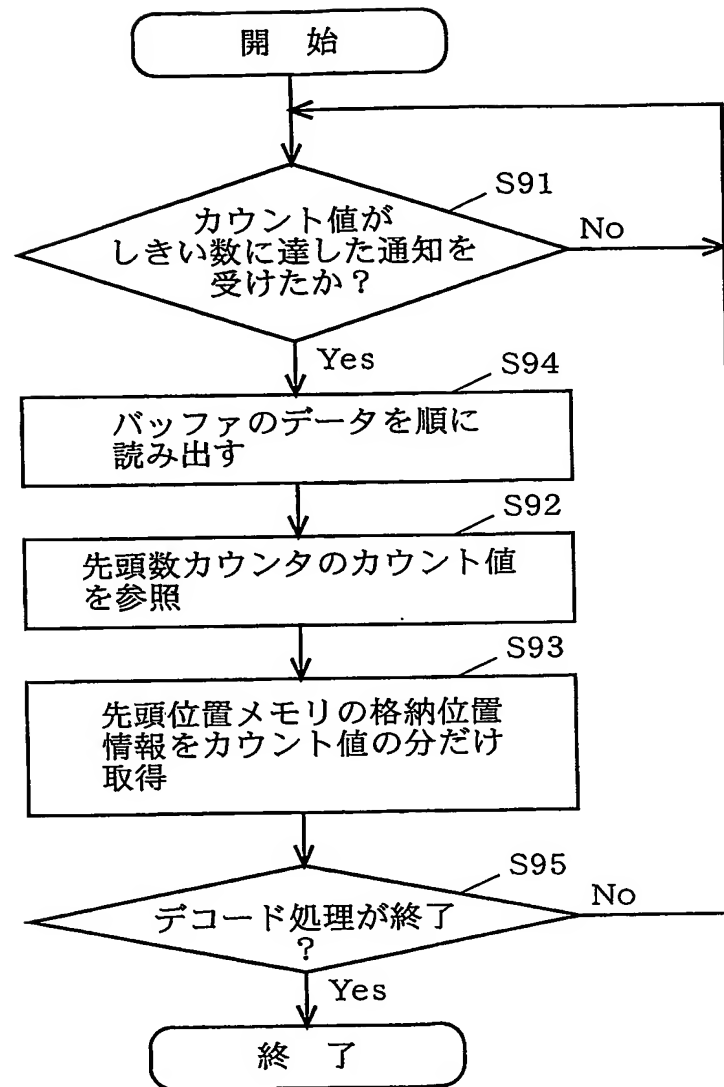 開 始
S91
カウント値が
しきい数に達した通知を
受けたか?
No
Yes
S94
バッファのデータを順に
読み出す
S92
先頭数カウンタのカウント値
を参照
S93
先頭位置メモリの格納位置
情報をカウント値の分だけ
取得
S95
デコード処理が終了
?
No
Yes
終 了